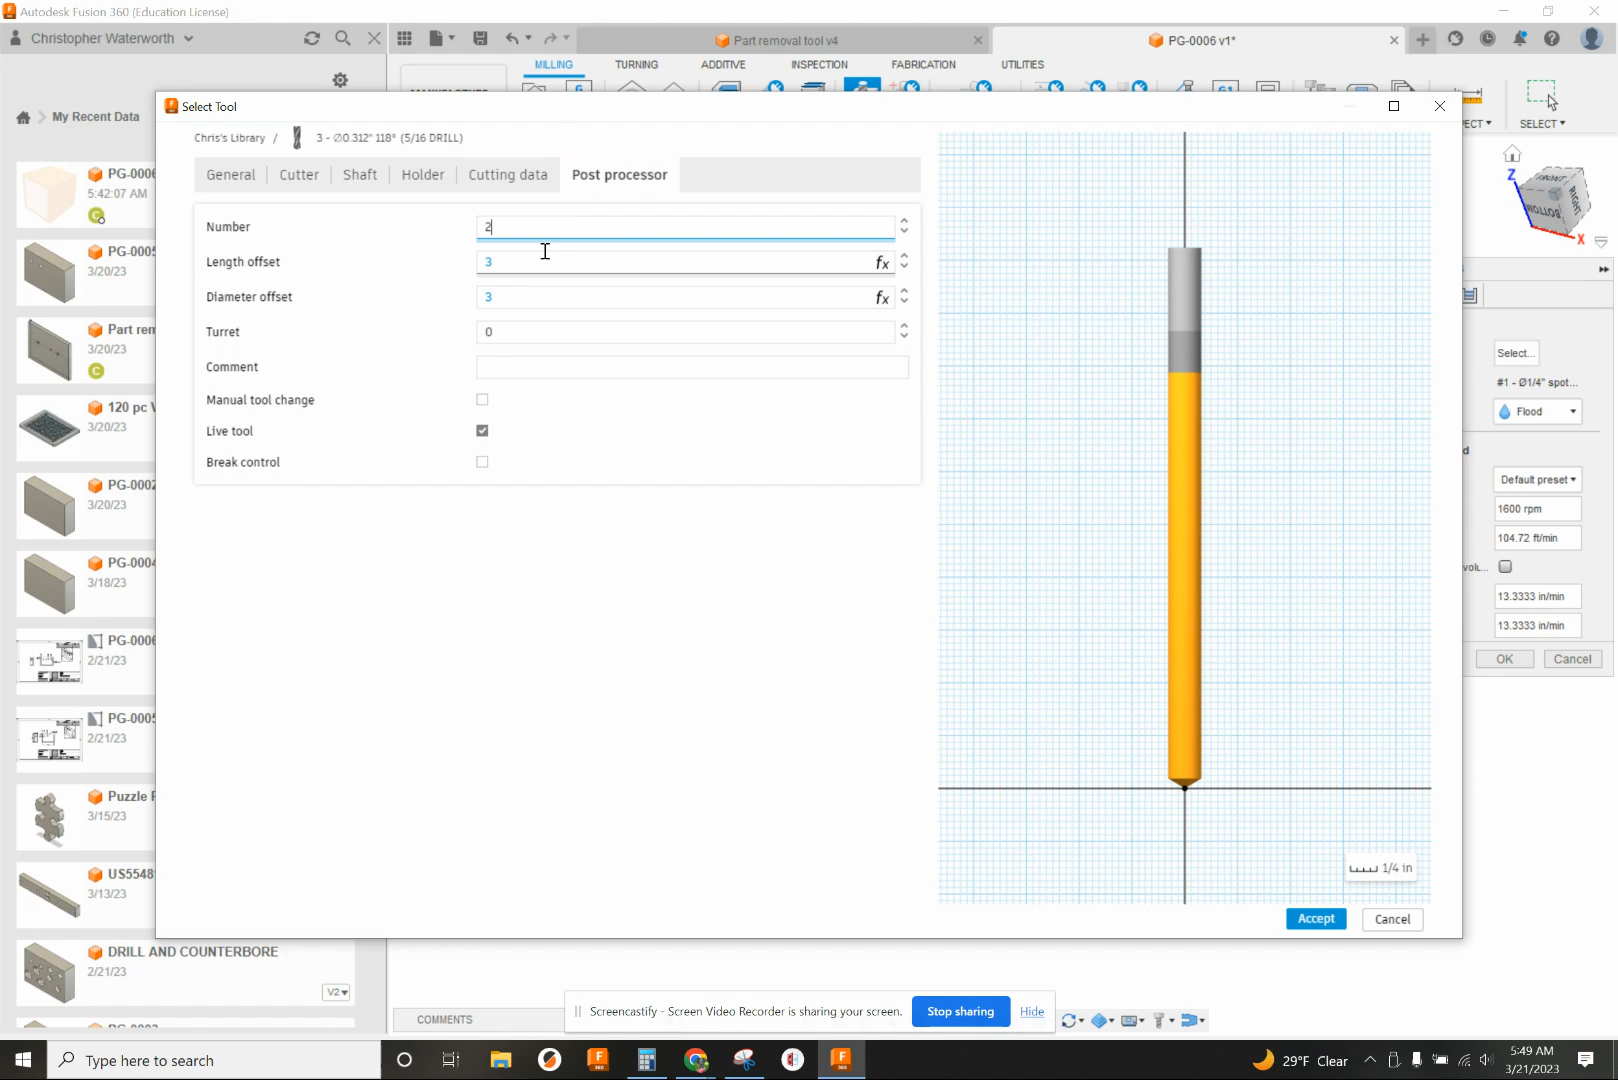 Autodesk Fusion 360 (Education License)
Christopher Waterworth
Part removal tool v4
PG-0006 v1*
MILLING
TURNING
ADDITIVE
INSPECTION
FABRICATION
UTILITIES
SELECT
My Recent Data
Select Tool
Chris's Library / 3 - Ø0.312" 118° (5/16 DRILL)
General
Cutter
Shaft
Holder
Cutting data
Post processor
Number
2
Length offset
3
fx
Diameter offset
3
fx
Turret
0
Comment
Manual tool change
Live tool
Break control
1/4 in
Accept
Cancel
PG-0006
5:42:07 AM
PG-0005
3/20/23
Part rem
3/20/23
120 pc
3/20/23
PG-0002
3/20/23
PG-0004
3/18/23
PG-0006
2/21/23
PG-0005
2/21/23
Puzzle
3/15/23
US5548
3/13/23
DRILL AND COUNTERBORE
2/21/23
V2
FRONT
RIGHT
BOTTOM
Z
X
Select...
#1 - Ø1/4" spot...
Flood
Default preset
1600 rpm
104.72 ft/min
13.3333 in/min
13.3333 in/min
OK
Cancel
COMMENTS
Screencastify - Screen Video Recorder is sharing your screen.
Stop sharing
Hide
Type here to search
29°F Clear
5:49 AM
3/21/2023